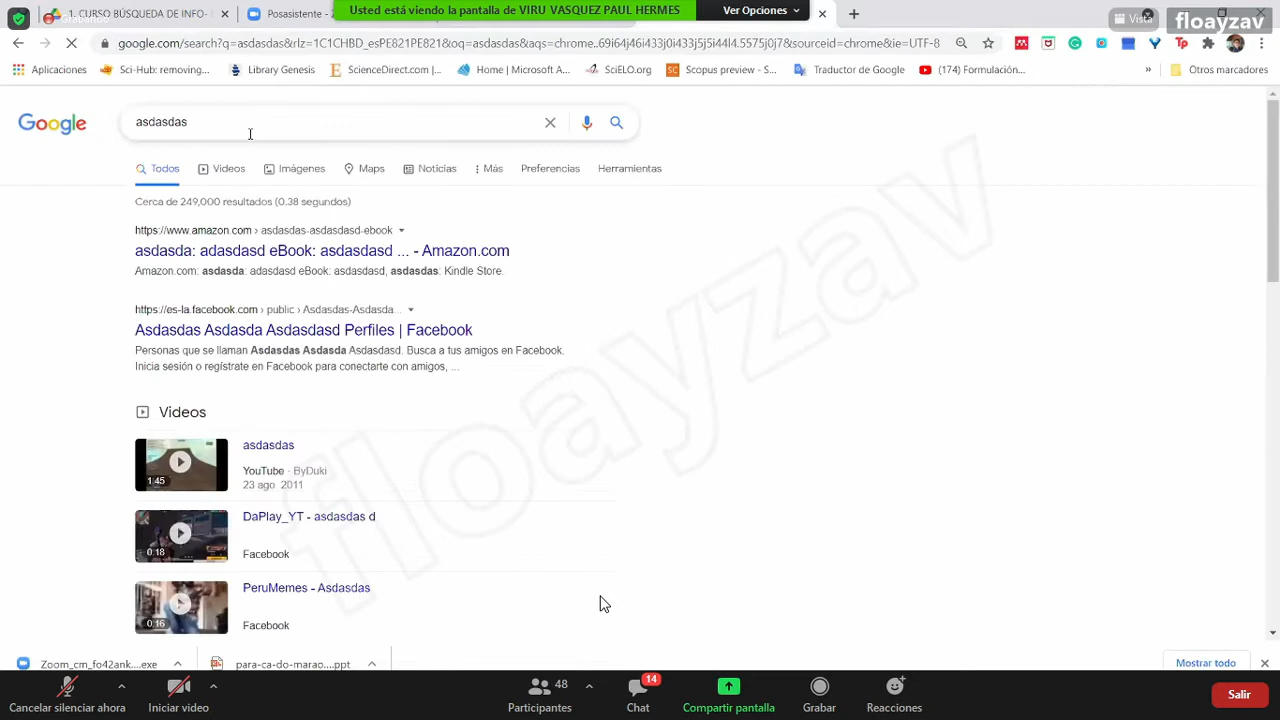 Grabando
1. CURSO BÚSQUEDA DE INFO-
Posasistente -
Usted está viendo la pantalla de VIRU VASQUEZ PAUL HERMES
Ver Opciones
Vista
floayzav
google.com/search?q=asdasdas&rlz=1C1CHBD_esPE821PE821&oq=asdasdas&aqs=chrome..69i64j46i433j0i433j5j5i44l4.5575j0j7&sourceid=chrome&ie=UTF-8
Aplicaciones
Sci-Hub: removing...
Library Genesis
ScienceDirect.com |...
Home | Microsoft A...
SciELO.org
Scopus preview - S...
Traductor de Google
(174) Formulación...
»
Otros marcadores
Google
asdasdas
Todos
Videos
Imágenes
Maps
Noticias
Más
Preferencias
Herramientas
Cerca de 249,000 resultados (0.38 segundos)
https://www.amazon.com › asdasdas-asdasdasd-ebook
asdasda: adasdasd eBook: asdasdasd ... - Amazon.com
Amazon.com: asdasda: adasdasd eBook: asdasdasd, asdasdas: Kindle Store.
https://es-la.facebook.com › public › Asdasdas-Asdasda...
Asdasdas Asdasda Asdasdasd Perfiles | Facebook
Personas que se llaman Asdasdas Asdasda Asdasdasd. Busca a tus amigos en Facebook.
Inicia sesión o regístrate en Facebook para conectarte con amigos, ...
Videos
1:45
asdasdas
YouTube · ByDuki
23 ago. 2011
0:18
DaPlay_YT - asdasdas d
Facebook
0:16
PeruMemes - Asdasdas
Facebook
floayzav
Zoom_cm_fo42ank....exe
para-ca-do-marao....ppt
Mostrar todo
Cancelar silenciar ahora
Iniciar video
48
Participantes
14
Chat
Compartir pantalla
Grabar
Reacciones
Salir